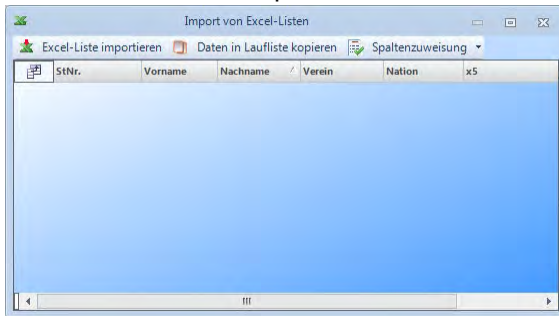 Import von Excel-Listen
Excel-Liste importieren Daten in Laufliste kopieren Spaltenzuweisung
StNr. Vorname Nachname Verein Nation x5